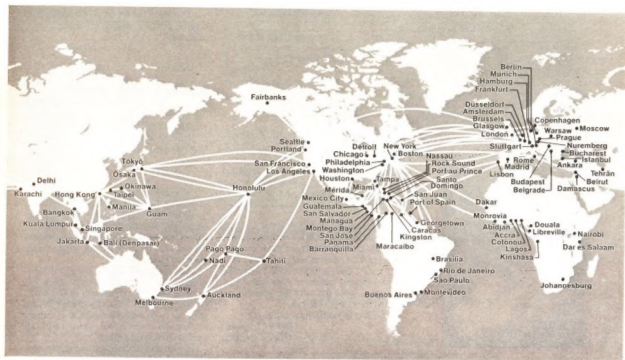 Fairbanks
Seattle
Portland
San Francisco
Los Angeles
Tokyo
Osaka
Okinawa
Taipei
Hong Kong
Manila
Guam
Honolulu
Delhi
Karachi
Bangkok
Kuala Lumpur
Singapore
Jakarta
Bali (Denpasar)
Pago Pago
Nadi
Tahiti
Sydney
Melbourne
Auckland
Detroit
Chicago
Philadelphia
Washington
Houston
New York
Boston
Tampa
Miami
Merida
Mexico City
Guatemala
San Salvador
Managua
Montego Bay
San José
Panama
Barranquilla
Nassau
Rock Sound
Port au Prince
Santo
Domingo
San Juan
Port of Spain
Georgetown
Caracas
Kingston
Maracaibo
Brasilia
Rio de Janeiro
São Paulo
Buenos Aires
Montevideo
Berlin
Munich
Hamburg
Frankfurt
Düsseldorf
Amsterdam
Brussels
Glasgow
London
Stuttgart
Copenhagen
Warsaw
Prague
Moscow
Nuremberg
Bucharest
Istanbul
Ankara
Tehrān
Beirut
Damascus
Rome
Madrid
Lisbon
Budapest
Belgrade
Dakar
Monrovia
Abidjan
Accra
Cotonou
Lagos
Kinshasa
Douala
Libreville
Nairobi
Dar es Salaam
Johannesburg